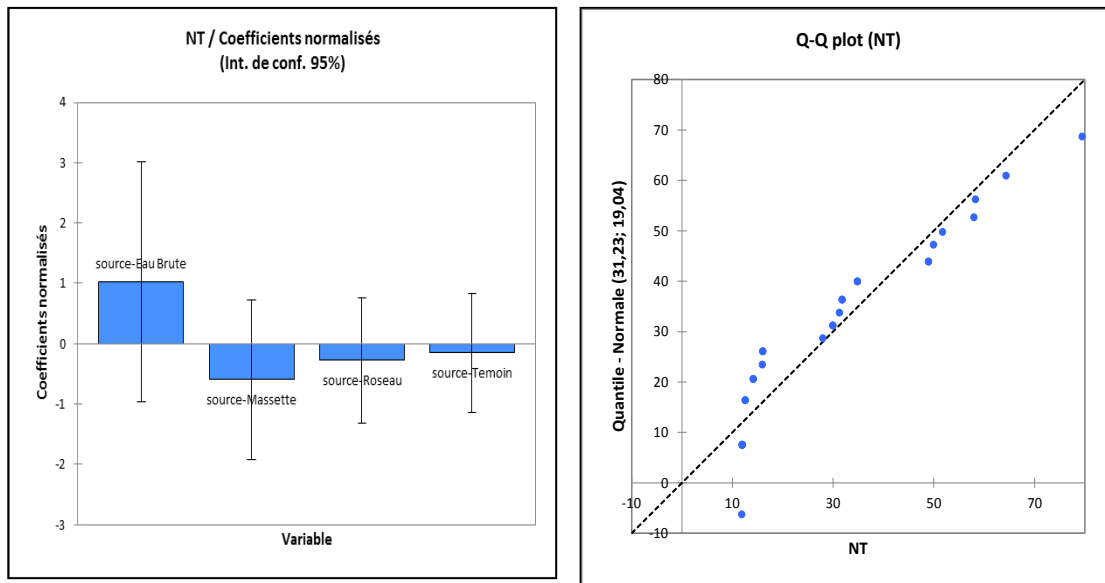 NT / Coefficients normalisés
(Int. de conf. 95%)
Coefficients normalisés
4
3
2
1
0
-1
-2
-3
source-Eau Brute
source-Massette
source-Roseau
source-Temoin
Variable
Q-Q plot (NT)
Quantile - Normale (31,23; 19,04)
80
70
60
50
40
30
20
10
0
-10
-10 10 30 50 70
NT